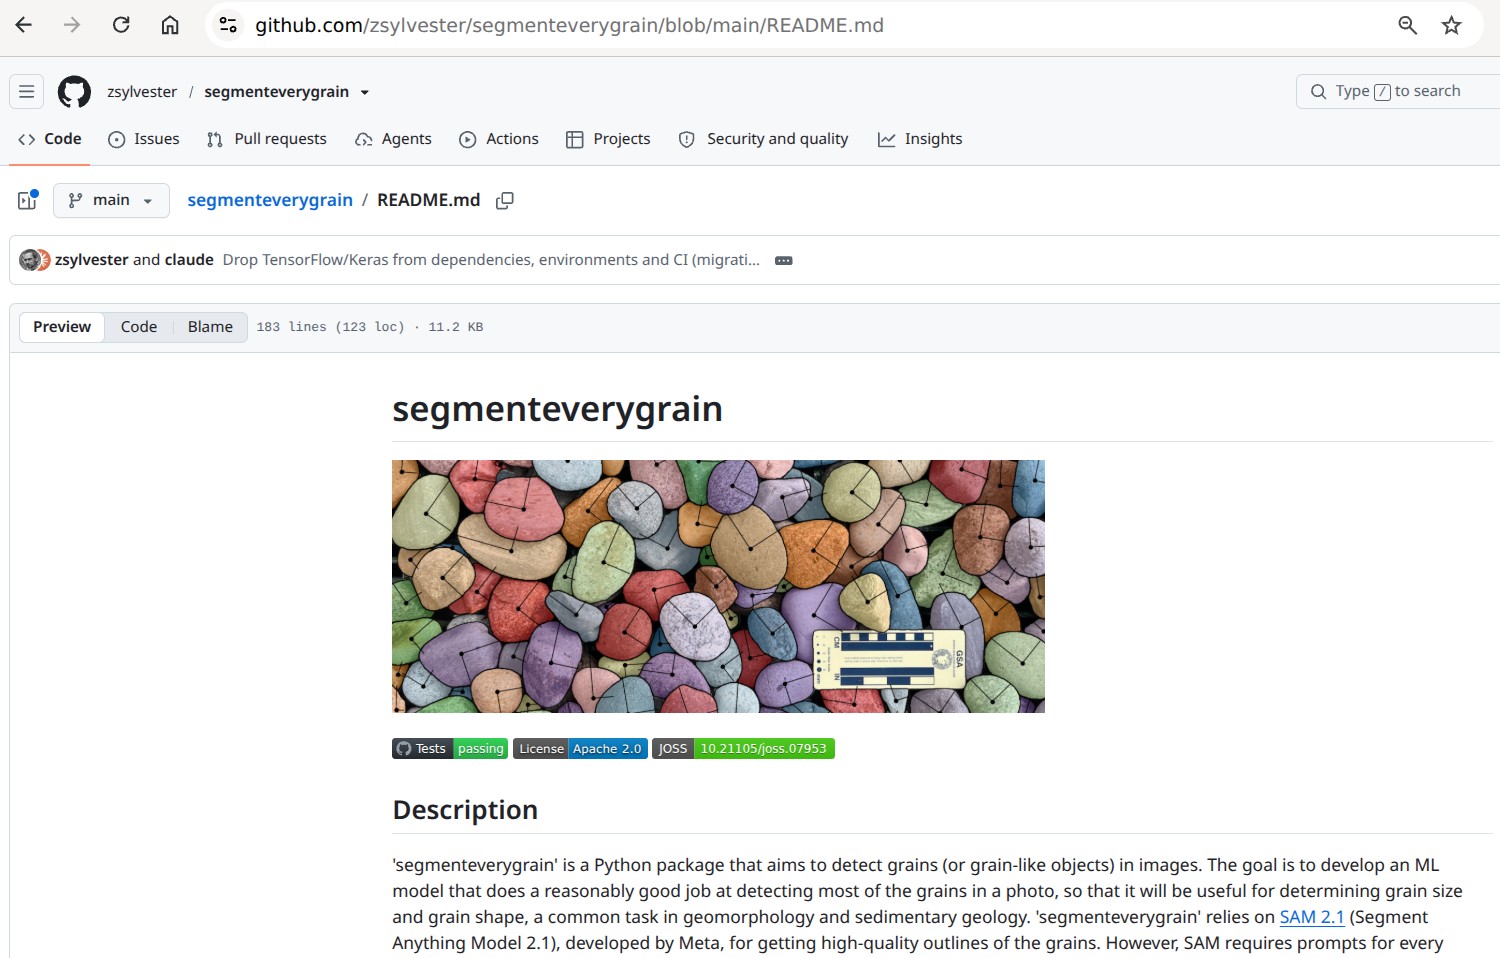 github.com/zsylvester/segmenteverygrain/blob/main/README.md
zsylvester / segmenteverygrain
Type / to search
Code Issues Pull requests Agents Actions Projects Security and quality Insights
main segmenteverygrain / README.md
zsylvester and claude Drop TensorFlow/Keras from dependencies, environments and CI (migrati...
Preview Code Blame 183 lines (123 loc) · 11.2 KB
segmenteverygrain
CM
IN
GSA
Tests passing License Apache 2.0 JOSS 10.21105/joss.07953
Description
'segmenteverygrain' is a Python package that aims to detect grains (or grain-like objects) in images. The goal is to develop an ML
model that does a reasonably good job at detecting most of the grains in a photo, so that it will be useful for determining grain size
and grain shape, a common task in geomorphology and sedimentary geology. 'segmenteverygrain' relies on SAM 2.1 (Segment
Anything Model 2.1), developed by Meta, for getting high-quality outlines of the grains. However, SAM requires prompts for every